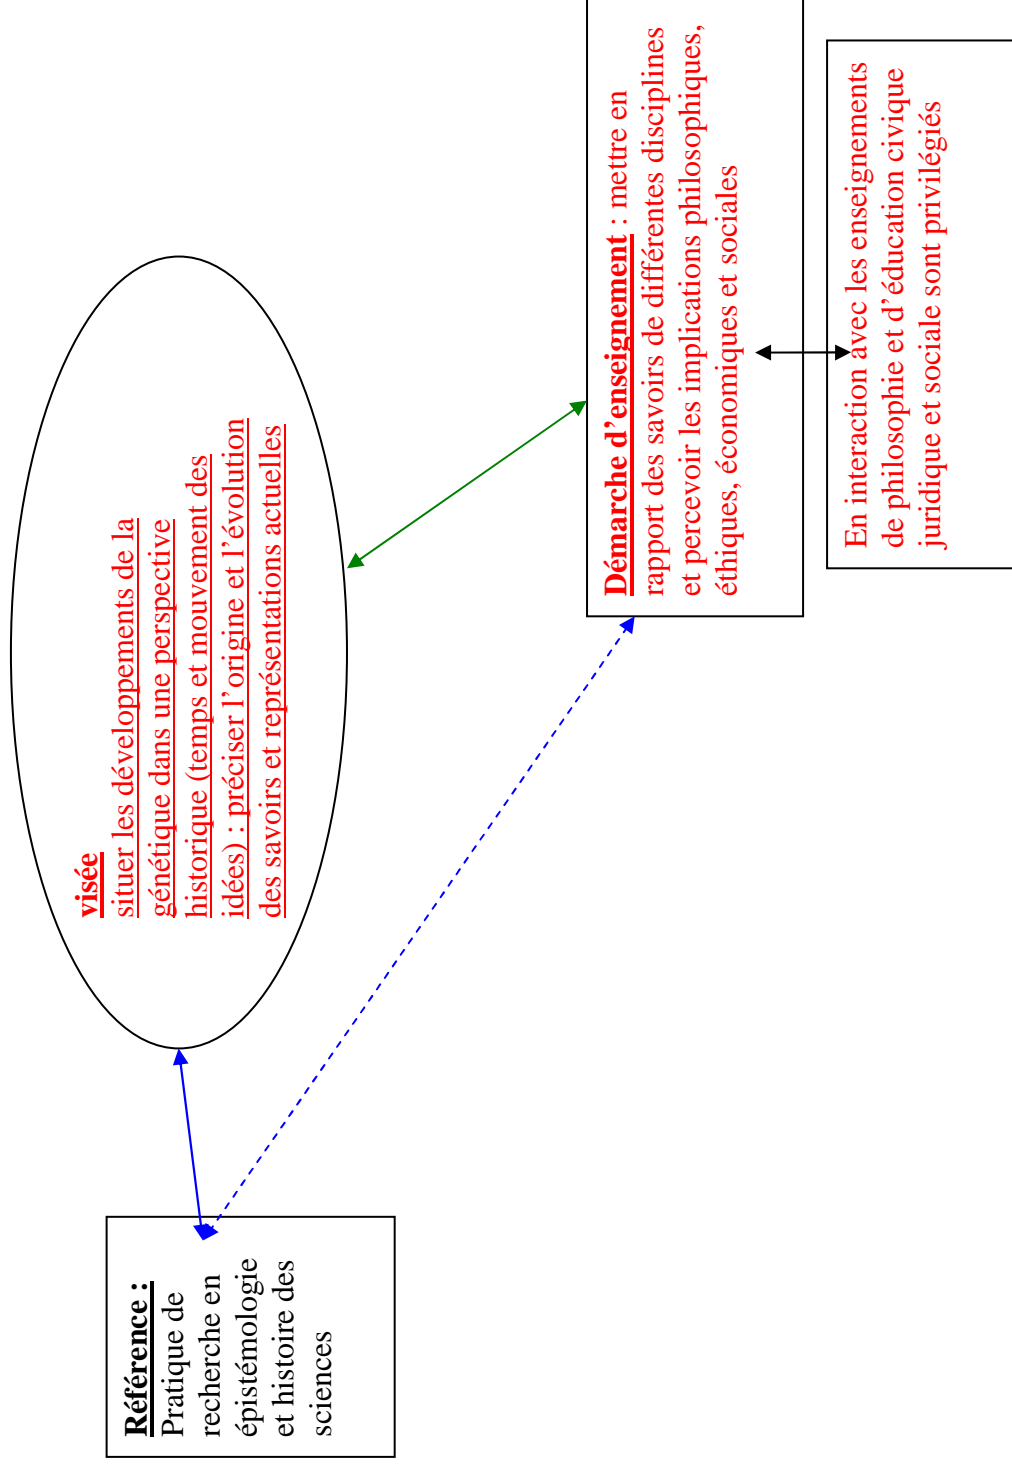 Référence :
Pratique de
recherche en
épistémologie
et histoire des
sciences
visée
situer les développements de la
génétique dans une perspective
historique (temps et mouvement des
idées) : préciser l’origine et l’évolution
des savoirs et représentations actuelles
Démarche d’enseignement : mettre en
rapport des savoirs de différentes disciplines
et percevoir les implications philosophiques,
éthiques, économiques et sociales
En interaction avec les enseignements
de philosophie et d’éducation civique
juridique et sociale sont privilégiés